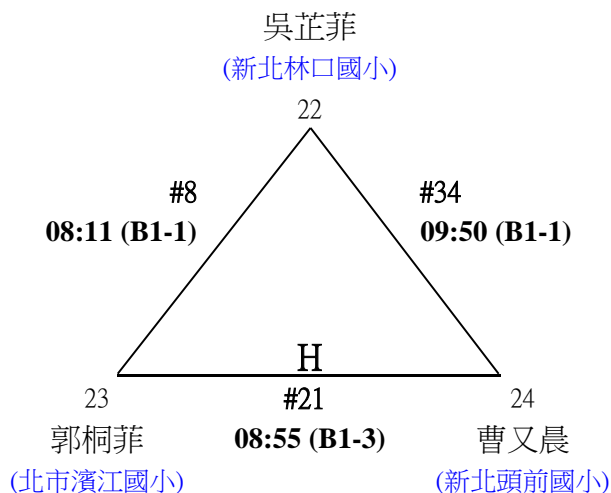 吳芷菲
(新北林口國小)
22
#8
#34
08:11 (B1-1)
09:50 (B1-1)
H
23
#21
24
郭桐菲
08:55 (B1-3)
曹又晨
(北市濱江國小)
(新北頭前國小)